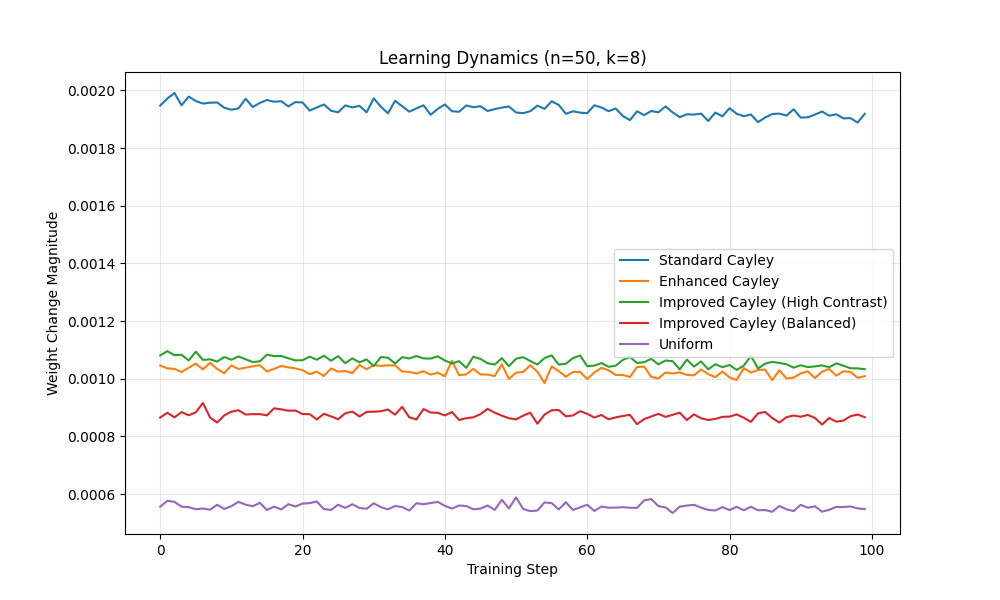 Learning Dynamics (n=50, k=8)
0.0020
0.0018
0.0016
0.0014
0.0012
0.0010
0.0008
0.0006
Weight Change Magnitude
Standard Cayley
Enhanced Cayley
Improved Cayley (High Contrast)
Improved Cayley (Balanced)
Uniform
0 20 40 60 80 100
Training Step